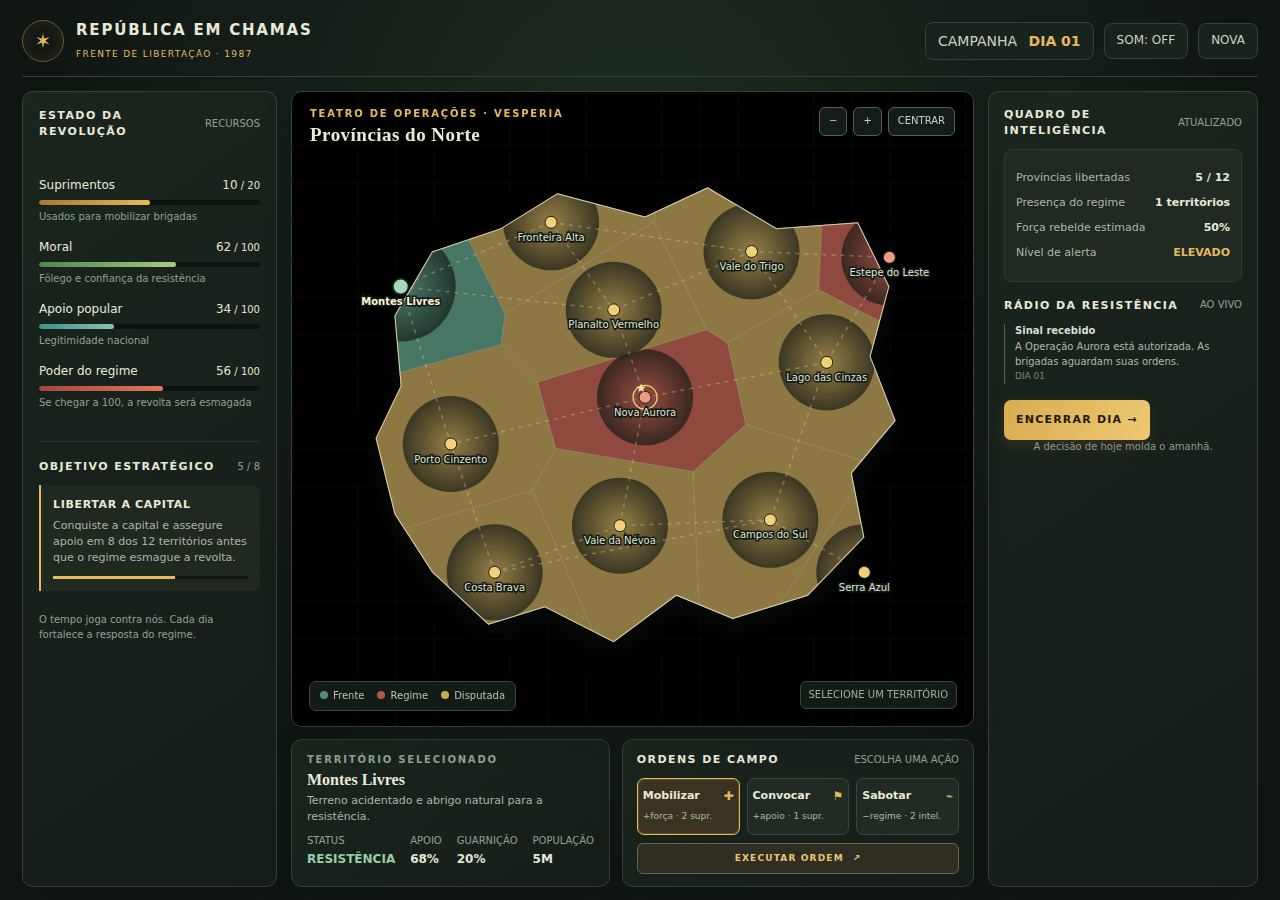 REPÚBLICA EM CHAMAS
FRENTE DE LIBERTAÇÃO · 1987
CAMPANHA DIA 01
SOM: OFF
NOVA
ESTADO DA
REVOLUÇÃO
RECURSOS
Suprimentos 10 / 20
Usados para mobilizar brigadas
Moral 62 / 100
Fôlego e confiança da resistência
Apoio popular 34 / 100
Legitimidade nacional
Poder do regime 56 / 100
Se chegar a 100, a revolta será esmagada
OBJETIVO ESTRATÉGICO 5 / 8
LIBERTAR A CAPITAL
Conquiste a capital e assegure
apoio em 8 dos 12 territórios antes
que o regime esmague a revolta.
O tempo joga contra nós. Cada dia
fortalece a resposta do regime.
TEATRO DE OPERAÇÕES · VESPERIA
Províncias do Norte
− + CENTRAR
Fronteira Alta
Vale do Trigo
Estepe do Leste
Montes Livres
Planalto Vermelho
Lago das Cinzas
Nova Aurora
Porto Cinzento
Vale da Névoa
Campos do Sul
Costa Brava
Serra Azul
Frente Regime Disputada
SELECIONE UM TERRITÓRIO
TERRITÓRIO SELECIONADO
Montes Livres
Terreno acidentado e abrigo natural para a
resistência.
STATUS APOIO GUARNIÇÃO POPULAÇÃO
RESISTÊNCIA 68% 20% 5M
ORDENS DE CAMPO ESCOLHA UMA AÇÃO
Mobilizar ✚
+força · 2 supr.
Convocar ⚑
+apoio · 1 supr.
Sabotar ⌁
−regime · 2 intel.
EXECUTAR ORDEM ↗
QUADRO DE
INTELIGÊNCIA
ATUALIZADO
Províncias libertadas 5 / 12
Presença do regime 1 territórios
Força rebelde estimada 50%
Nível de alerta ELEVADO
RÁDIO DA RESISTÊNCIA AO VIVO
Sinal recebido
A Operação Aurora está autorizada. As
brigadas aguardam suas ordens.
DIA 01
ENCERRAR DIA →
A decisão de hoje molda o amanhã.